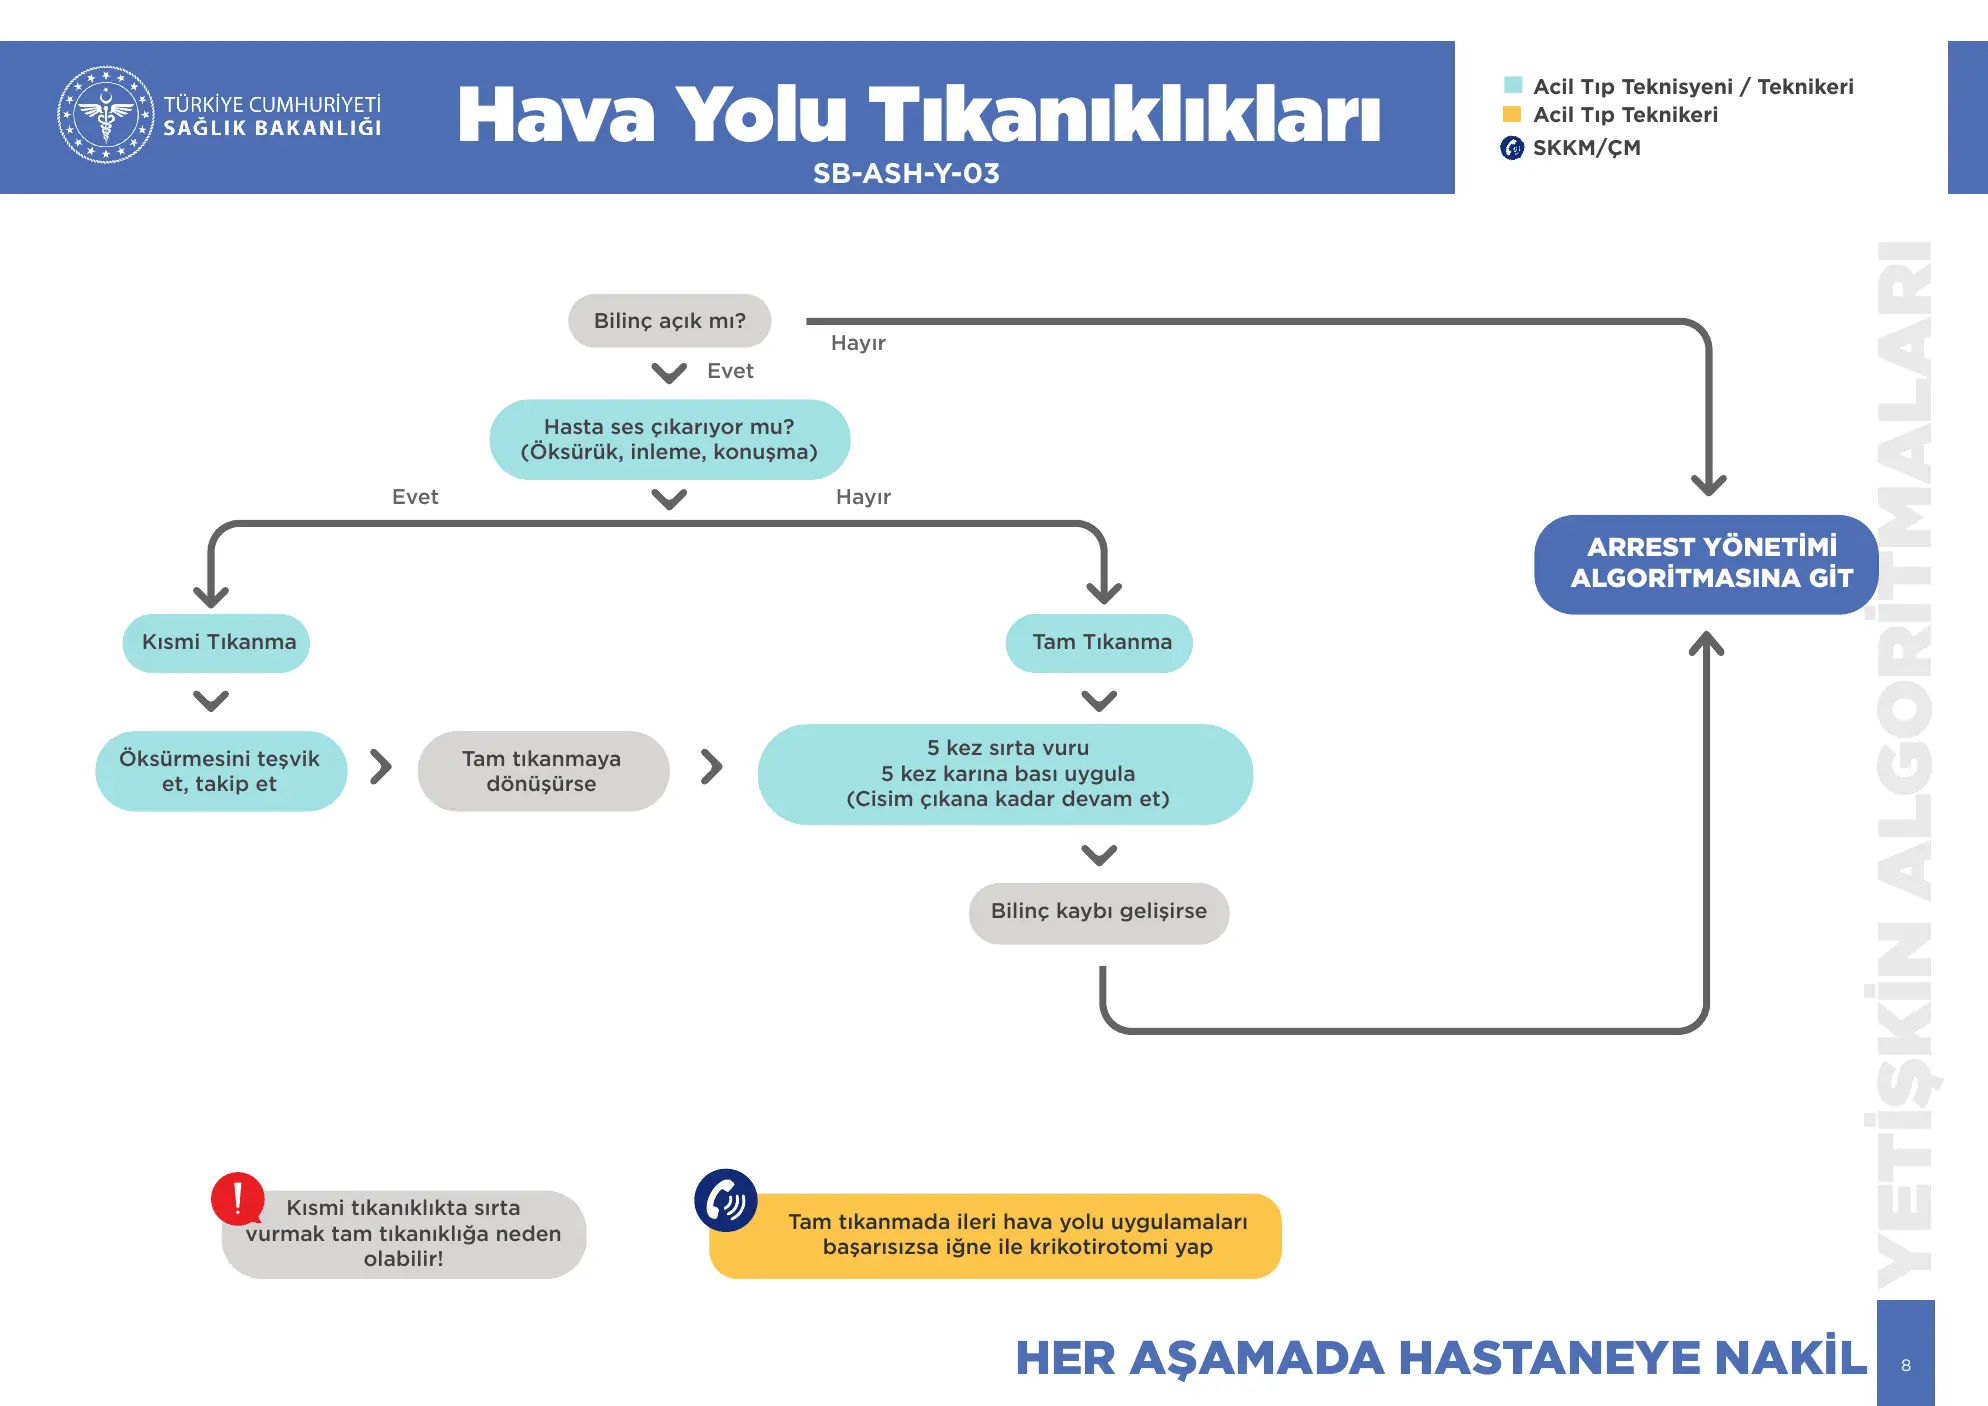 TÜRKİYE CUMHURİYETİ
SAĞLIK BAKANLIĞI
Hava Yolu Tıkanıklıkları
SB-ASH-Y-03
Acil Tıp Teknisyeni / Teknikeri
Acil Tıp Teknikeri
SKKM/ÇM
Bilinç açık mı?
Hayır
Evet
Hasta ses çıkarıyor mu?
(Öksürük, inleme, konuşma)
Evet
Hayır
ARREST YÖNETİMİ
ALGORİTMASINA GİT
Kısmi Tıkanma
Tam Tıkanma
Öksürmesini teşvik
et, takip et
Tam tıkanmaya
dönüşürse
5 kez sırta vuru
5 kez karına bası uygula
(Cisim çıkana kadar devam et)
Bilinç kaybı gelişirse
!
Kısmi tıkanıklıkta sırta
vurmak tam tıkanıklığa neden
olabilir!
Tam tıkanmada ileri hava yolu uygulamaları
başarısızsa iğne ile krikotirotomi yap
YETİŞKİN ALGORİTMALARI
HER AŞAMADA HASTANEYE NAKİL
8